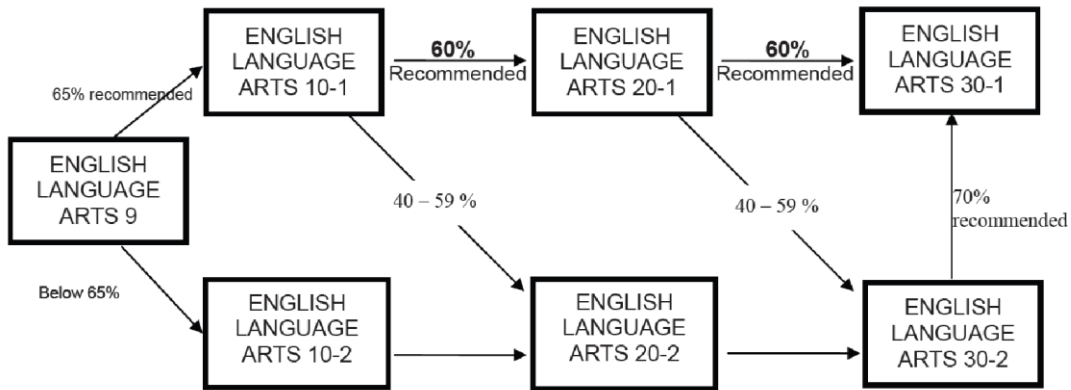 ENGLISH
LANGUAGE
ARTS 10-1
60%
Recommended
ENGLISH
LANGUAGE
ARTS 20-1
60%
Recommended
ENGLISH
LANGUAGE
ARTS 30-1
65% recommended
ENGLISH
LANGUAGE
ARTS 9
40 – 59 %
40 – 59 %
70%
recommended
Below 65%
ENGLISH
LANGUAGE
ARTS 10-2
ENGLISH
LANGUAGE
ARTS 20-2
ENGLISH
LANGUAGE
ARTS 30-2